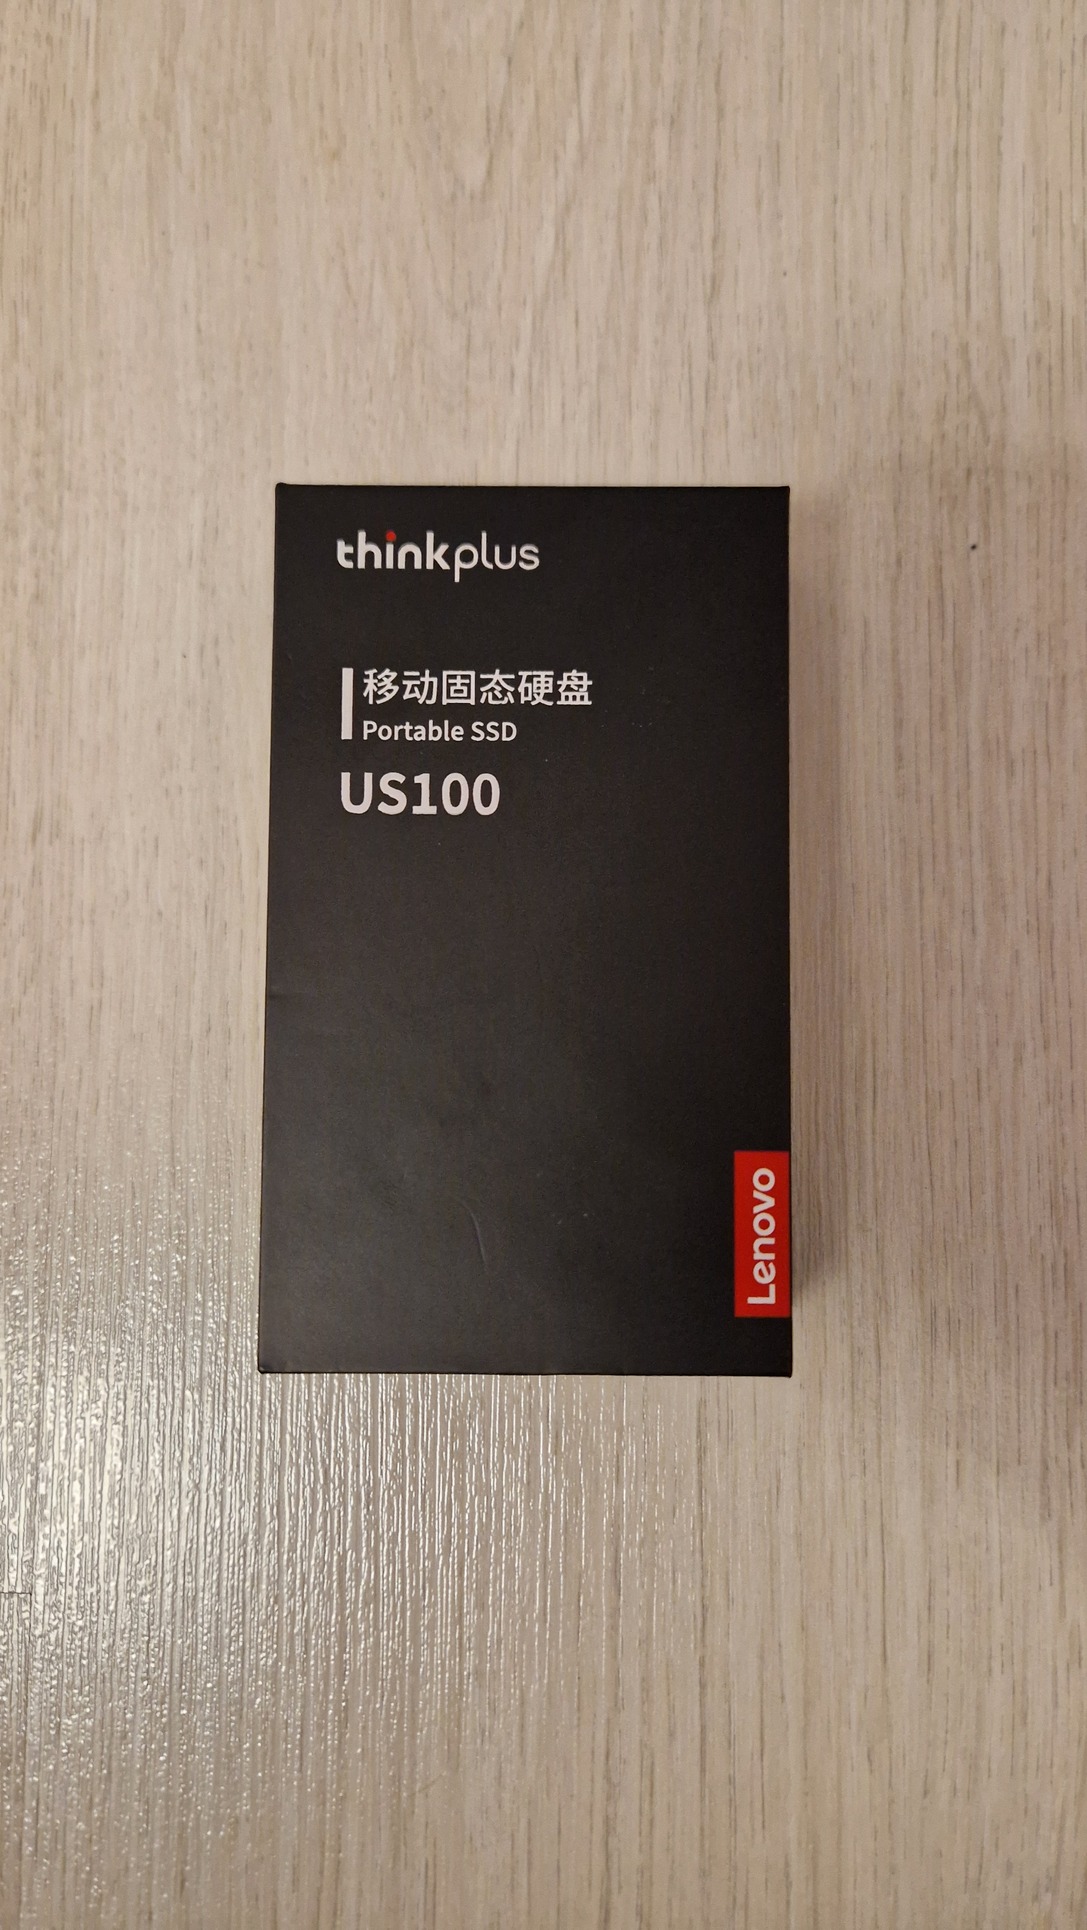 thinkplus
移动固态硬盘
Portable SSD
US100
Lenovo